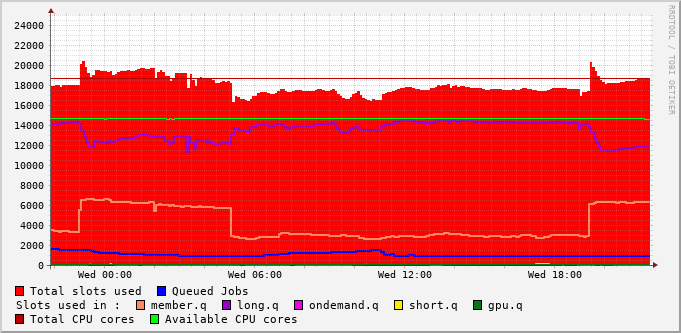 RRDTOOL / TOBI OETIKER
24000
22000
20000
18000
16000
14000
12000
10000
8000
6000
4000
2000
0
Wed 00:00 Wed 06:00 Wed 12:00 Wed 18:00
Total slots used Queued Jobs
Slots used in : member.q long.q ondemand.q short.q gpu.q
Total CPU cores Available CPU cores